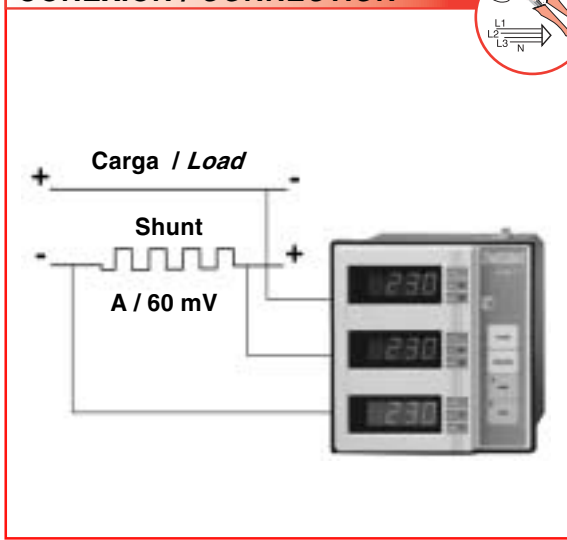 CONEXIÓN / CONNECTION
L1
L2
L3 N
Carga / Load
+ -
Shunt
- +
A / 60 mV
230
230
230